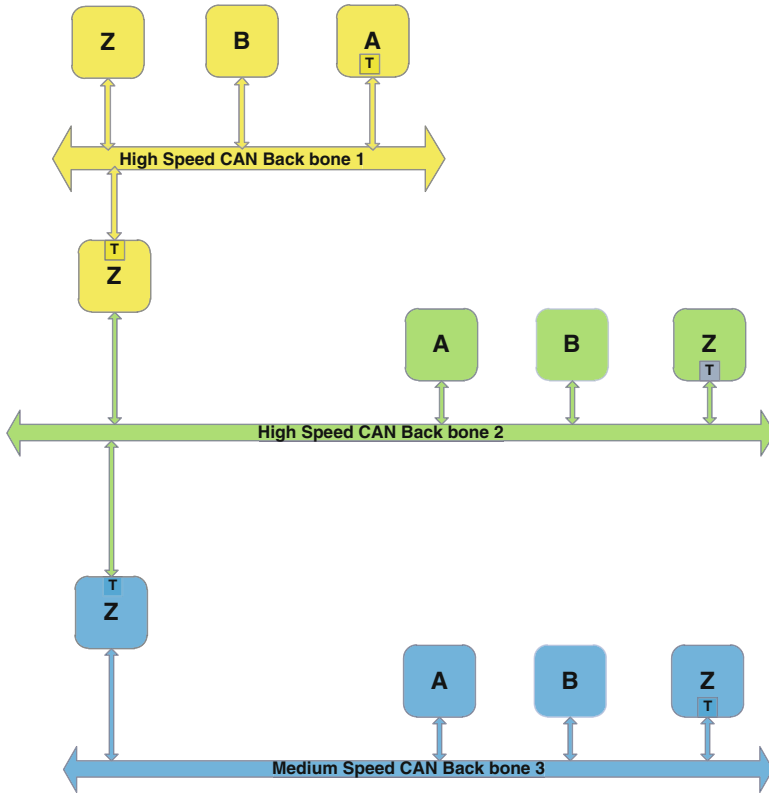 Z B A
T
High Speed CAN Back bone 1
T
Z
A B Z
T
High Speed CAN Back bone 2
T
Z
A B Z
T
Medium Speed CAN Back bone 3